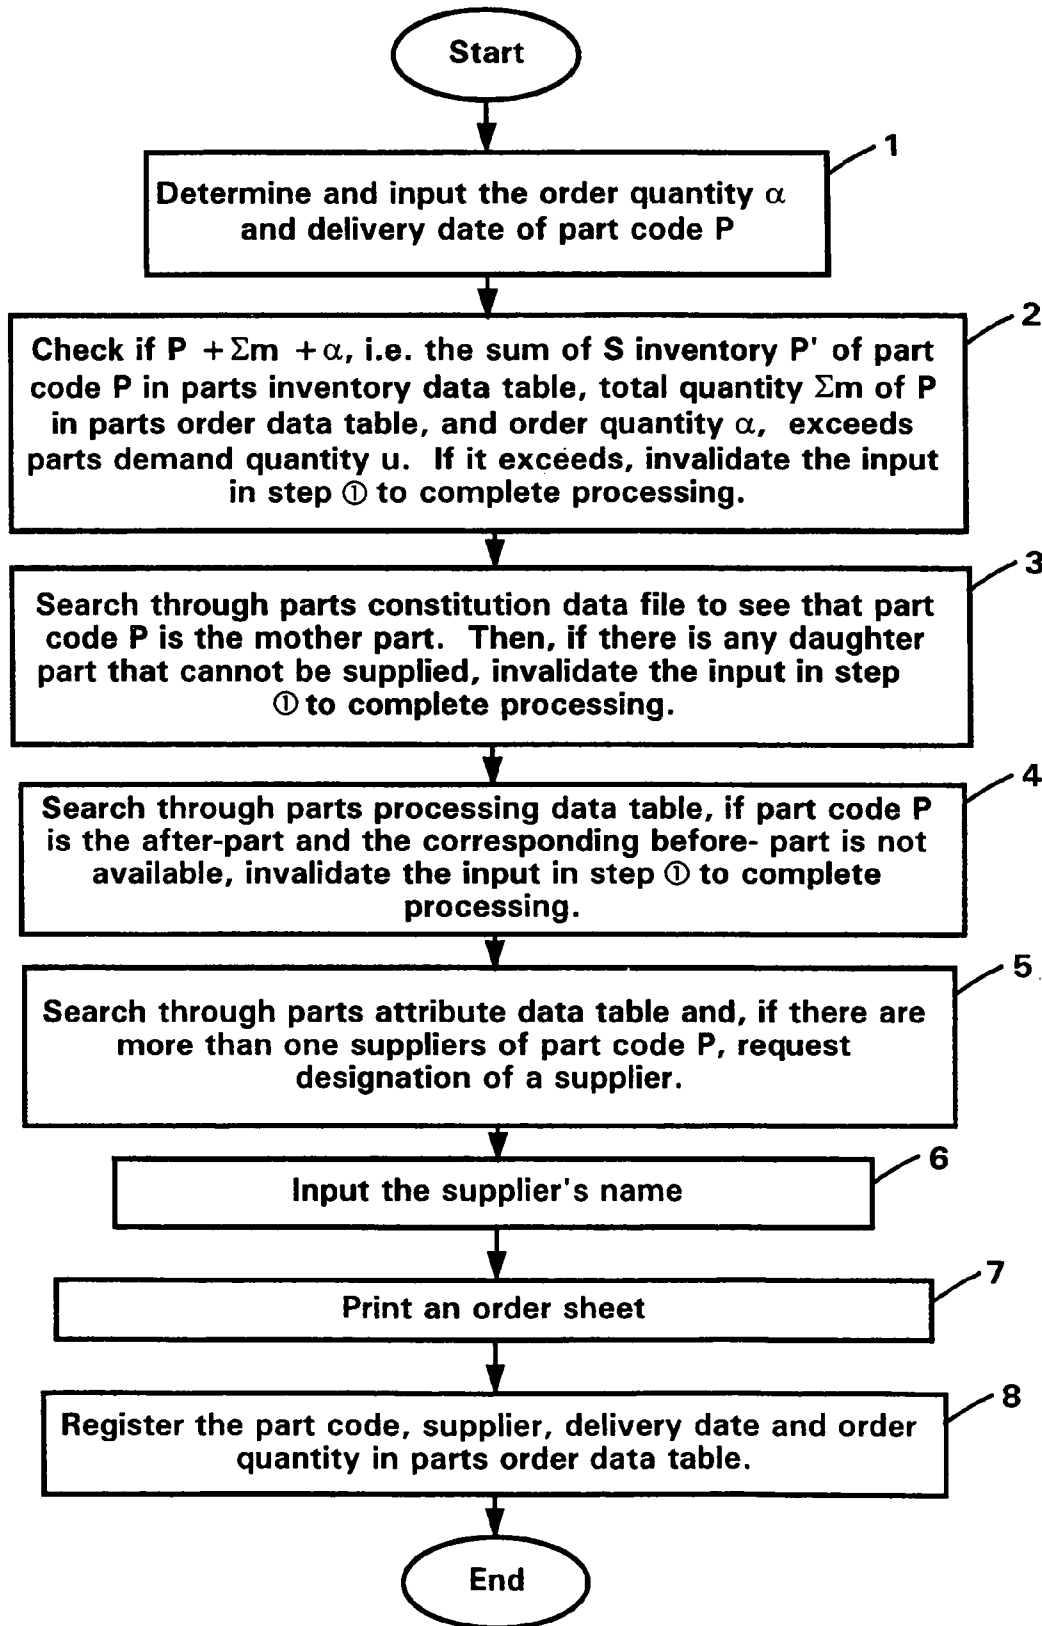 Start
1
Determine and input the order quantity α
and delivery date of part code P
2
Check if P +Σm +α, i.e. the sum of S inventory P' of part
code P in parts inventory data table, total quantity Σm of P
in parts order data table, and order quantity α, exceeds
parts demand quantity u. If it exceeds, invalidate the input
in step ① to complete processing.
3
Search through parts constitution data file to see that part
code P is the mother part. Then, if there is any daughter
part that cannot be supplied, invalidate the input in step
① to complete processing.
4
Search through parts processing data table, if part code P
is the after-part and the corresponding before- part is not
available, invalidate the input in step ① to complete
processing.
5
Search through parts attribute data table and, if there are
more than one suppliers of part code P, request
designation of a supplier.
6
Input the supplier's name
7
Print an order sheet
8
Register the part code, supplier, delivery date and order
quantity in parts order data table.
End